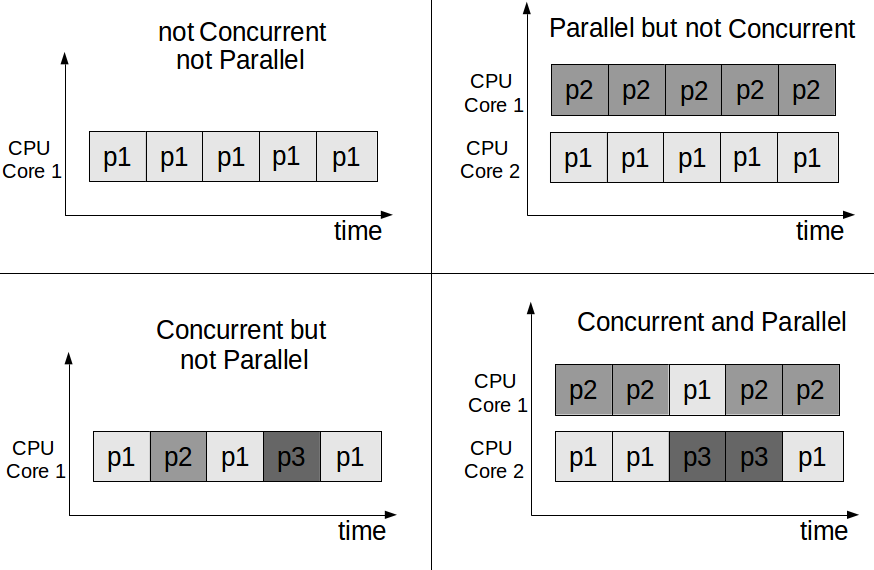 not Concurrent
not Parallel
CPU
Core 1
p1 p1 p1 p1 p1
time
Parallel but not Concurrent
CPU
Core 1
p2 p2 p2 p2 p2
CPU
Core 2
p1 p1 p1 p1 p1
time
Concurrent but
not Parallel
CPU
Core 1
p1 p2 p1 p3 p1
time
Concurrent and Parallel
CPU
Core 1
p2 p2 p1 p2 p2
CPU
Core 2
p1 p1 p3 p3 p1
time